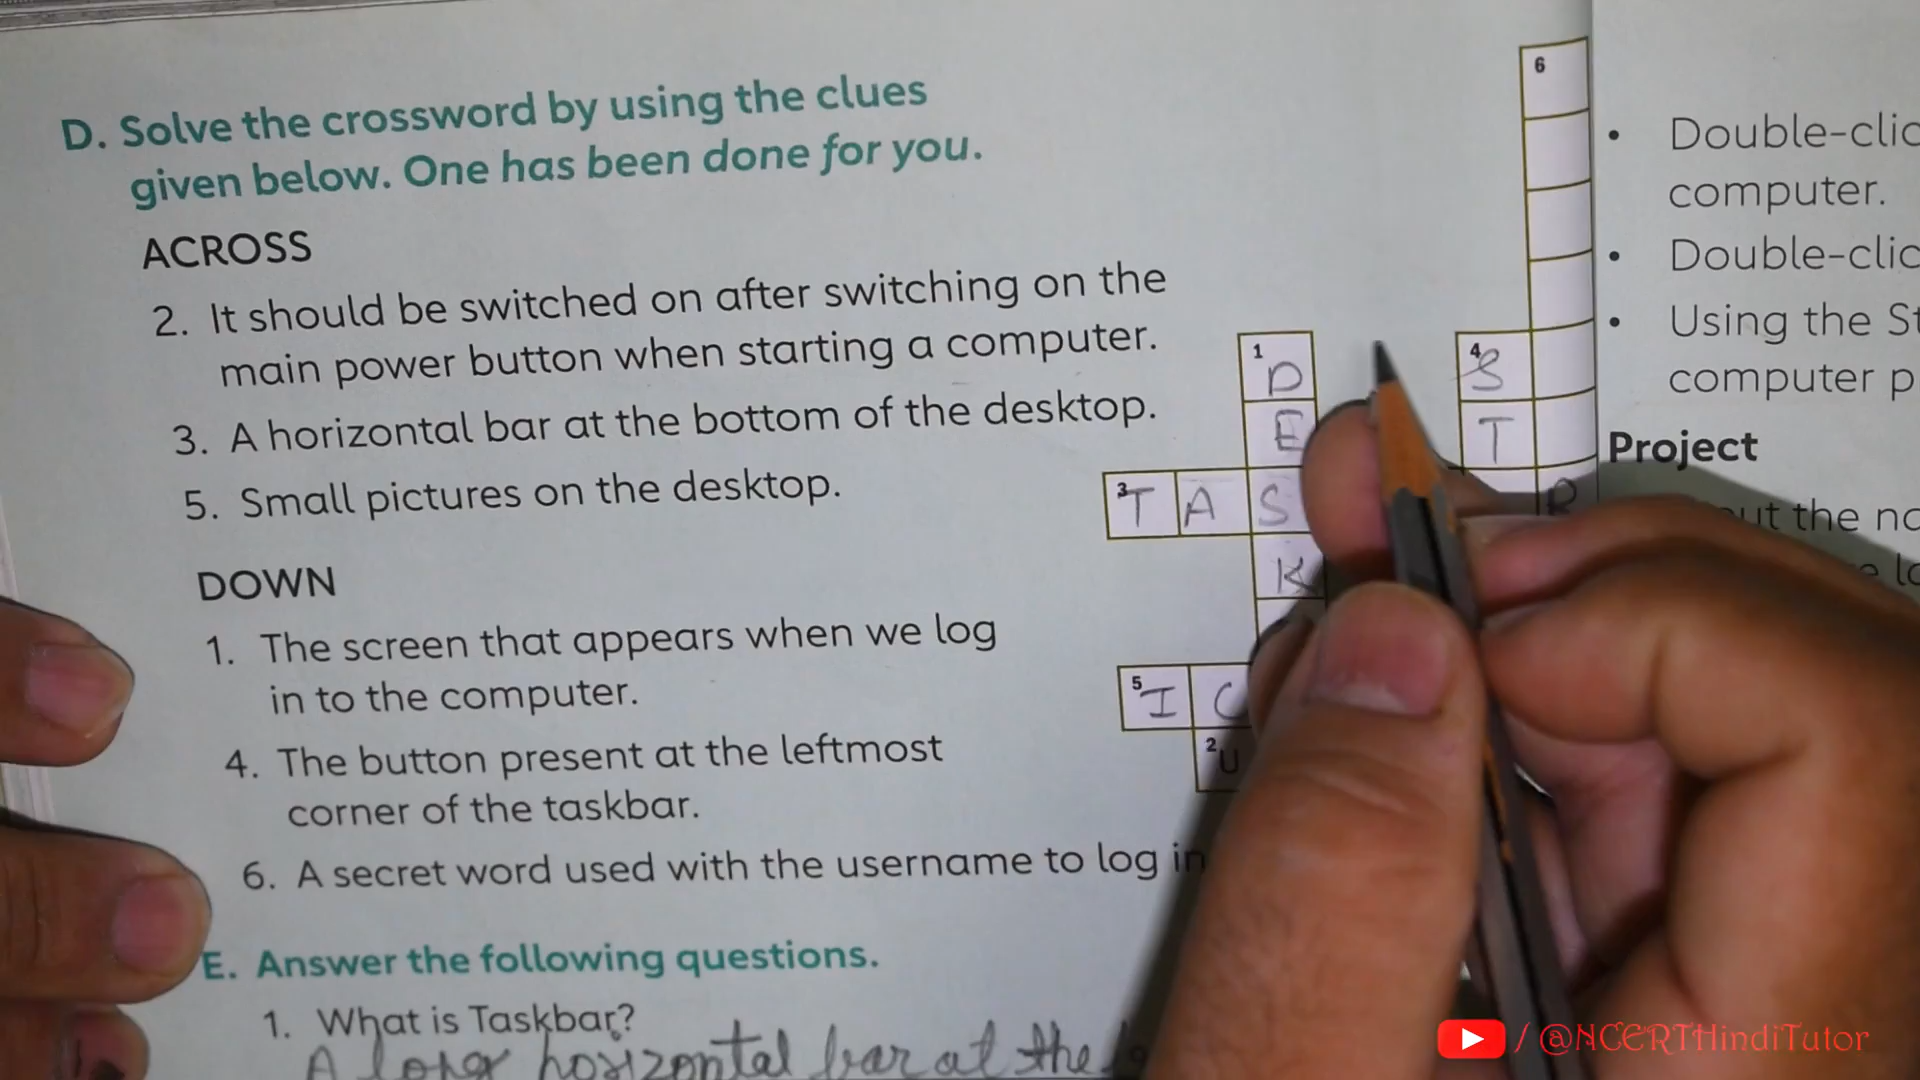 D. Solve the crossword by using the clues
given below. One has been done for you.
ACROSS
2. It should be switched on after switching on the
main power button when starting a computer.
3. A horizontal bar at the bottom of the desktop.
5. Small pictures on the desktop.
DOWN
1. The screen that appears when we log
in to the computer.
4. The button present at the leftmost
corner of the taskbar.
6. A secret word used with the username to log in
E. Answer the following questions.
1. What is Taskbar?
A long horizontal bar at the
6
1 D 4 S
E T
3 T A S R
K
5 I C
2 U
• Double-clic
computer.
• Double-clic
• Using the St
computer p
Project
ut the no
e lo
/ @NCERTHindiTutor